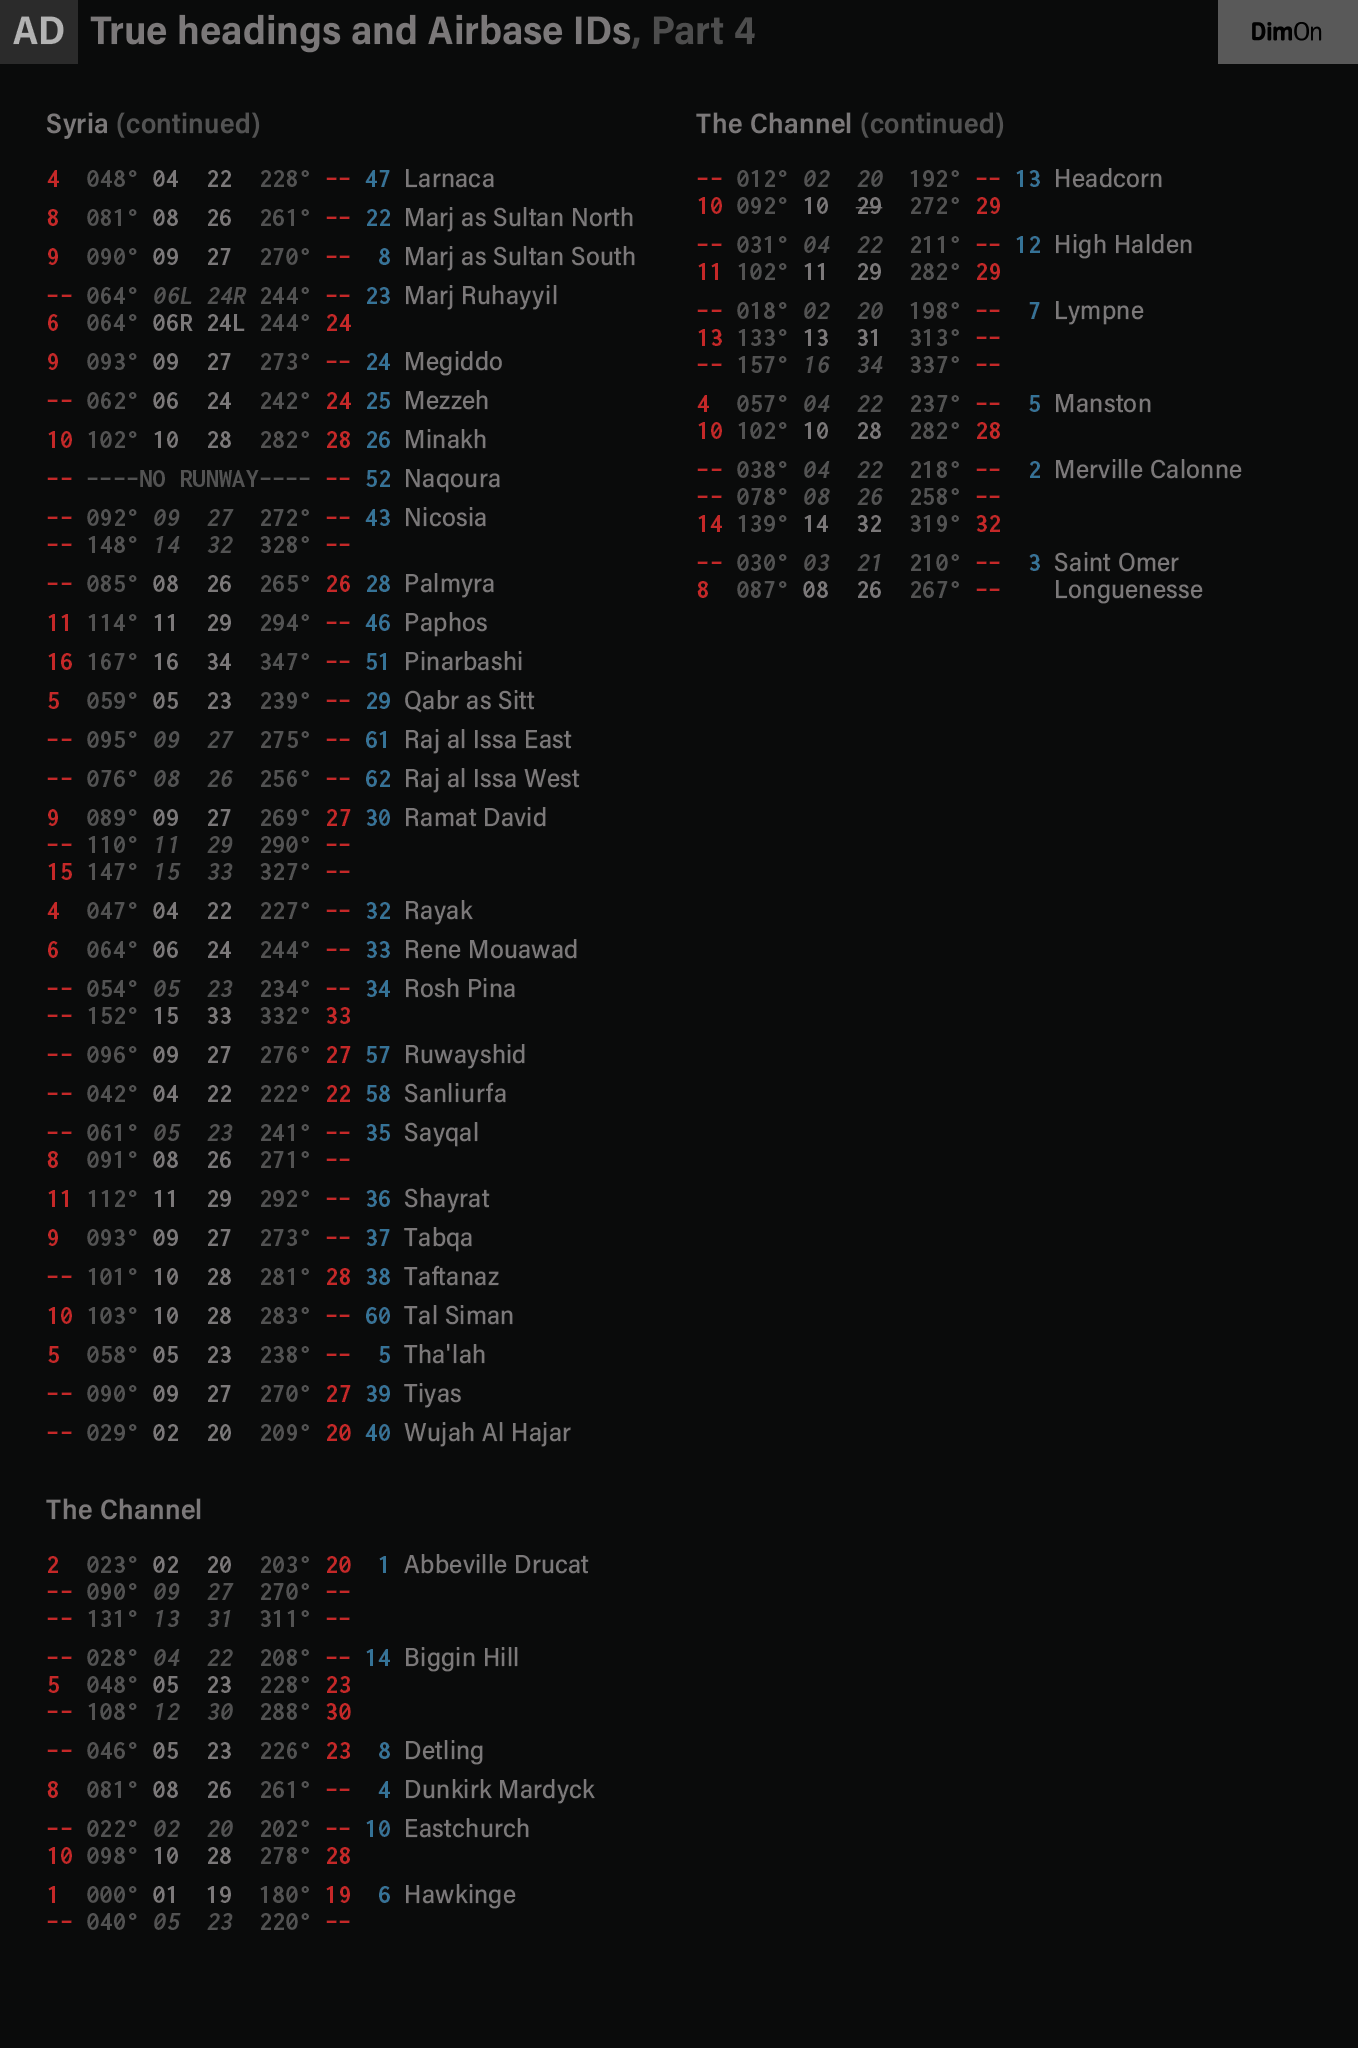 AD True headings and Airbase IDs, Part 4 DimOn
Syria (continued)
4 048° 04 22 228° -- 47 Larnaca
8 081° 08 26 261° -- 22 Marj as Sultan North
9 090° 09 27 270° -- 8 Marj as Sultan South
-- 064° 06L 24R 244° -- 23 Marj Ruhayyil
6 064° 06R 24L 244° 24
9 093° 09 27 273° -- 24 Megiddo
-- 062° 06 24 242° 24 25 Mezzeh
10 102° 10 28 282° 28 26 Minakh
-- ----NO RUNWAY---- -- 52 Naqoura
-- 092° 09 27 272° -- 43 Nicosia
-- 148° 14 32 328° --
-- 085° 08 26 265° 26 28 Palmyra
11 114° 11 29 294° -- 46 Paphos
16 167° 16 34 347° -- 51 Pinarbashi
5 059° 05 23 239° -- 29 Qabr as Sitt
-- 095° 09 27 275° -- 61 Raj al Issa East
-- 076° 08 26 256° -- 62 Raj al Issa West
9 089° 09 27 269° 27 30 Ramat David
-- 110° 11 29 290° --
15 147° 15 33 327° --
4 047° 04 22 227° -- 32 Rayak
6 064° 06 24 244° -- 33 Rene Mouawad
-- 054° 05 23 234° -- 34 Rosh Pina
-- 152° 15 33 332° 33
-- 096° 09 27 276° 27 57 Ruwayshid
-- 042° 04 22 222° 22 58 Sanliurfa
-- 061° 05 23 241° -- 35 Sayqal
8 091° 08 26 271° --
11 112° 11 29 292° -- 36 Shayrat
9 093° 09 27 273° -- 37 Tabqa
-- 101° 10 28 281° 28 38 Taftanaz
10 103° 10 28 283° -- 60 Tal Siman
5 058° 05 23 238° -- 5 Tha'lah
-- 090° 09 27 270° 27 39 Tiyas
-- 029° 02 20 209° 20 40 Wujah Al Hajar
The Channel
2 023° 02 20 203° 20 1 Abbeville Drucat
-- 090° 09 27 270° --
-- 131° 13 31 311° --
-- 028° 04 22 208° -- 14 Biggin Hill
5 048° 05 23 228° 23
-- 108° 12 30 288° 30
-- 046° 05 23 226° 23 8 Detling
8 081° 08 26 261° -- 4 Dunkirk Mardyck
-- 022° 02 20 202° -- 10 Eastchurch
10 098° 10 28 278° 28
1 000° 01 19 180° 19 6 Hawkinge
-- 040° 05 23 220° --
The Channel (continued)
-- 012° 02 20 192° -- 13 Headcorn
10 092° 10 29 272° 29
-- 031° 04 22 211° -- 12 High Halden
11 102° 11 29 282° 29
-- 018° 02 20 198° -- 7 Lympne
13 133° 13 31 313° --
-- 157° 16 34 337° --
4 057° 04 22 237° -- 5 Manston
10 102° 10 28 282° 28
-- 038° 04 22 218° -- 2 Merville Calonne
-- 078° 08 26 258° --
14 139° 14 32 319° 32
-- 030° 03 21 210° -- 3 Saint Omer
8 087° 08 26 267° -- Longuenesse